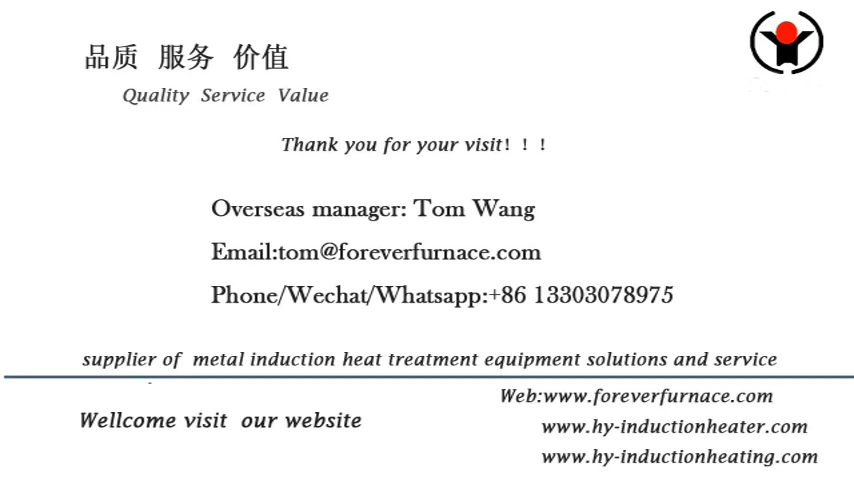 品质 服务 价值
Quality Service Value
Thank you for your visit！！！
Overseas manager: Tom Wang
Email:tom@foreverfurnace.com
Phone/Wechat/Whatsapp:+86 13303078975
supplier of metal induction heat treatment equipment solutions and service
Web:www.foreverfurnace.com
Wellcome visit our website
www.hy-inductionheater.com
www.hy-inductionheating.com